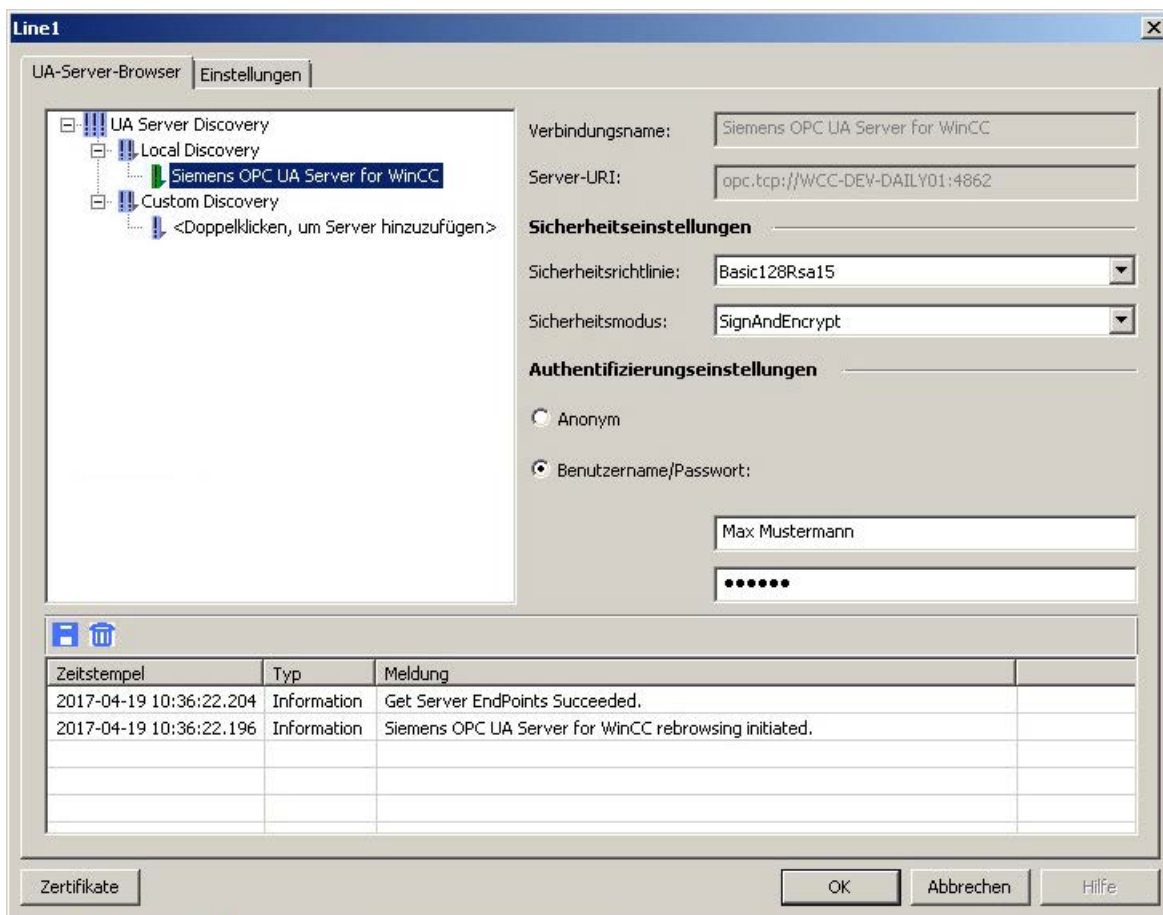 Line1
UA-Server-Browser
Einstellungen
UA Server Discovery
Local Discovery
Siemens OPC UA Server for WinCC
Custom Discovery
<Doppelklicken, um Server hinzuzufügen>
Verbindungsname:
Siemens OPC UA Server for WinCC
Server-URI:
opc.tcp://WCC-DEV-DAILY01:4862
Sicherheitseinstellungen
Sicherheitsrichtlinie:
Basic128Rsa15
Sicherheitsmodus:
SignAndEncrypt
Authentifizierungseinstellungen
Anonym
Benutzername/Passwort:
Max Mustermann
••••••
Zeitstempel Typ Meldung
2017-04-19 10:36:22.204 Information Get Server EndPoints Succeeded.
2017-04-19 10:36:22.196 Information Siemens OPC UA Server for WinCC rebrowsing initiated.
Zertifikate
OK
Abbrechen
Hilfe